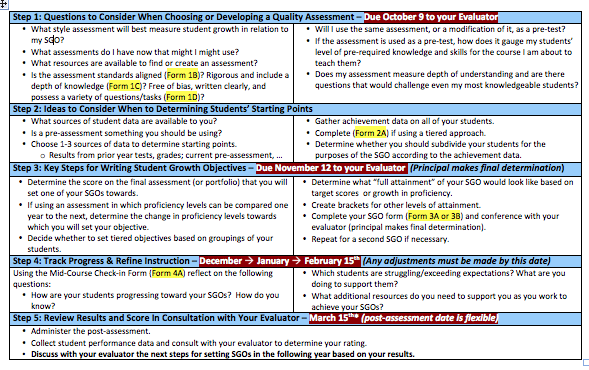 Step 1: Questions to Consider When Choosing or Developing a Quality Assessment – Due October 9 to your Evaluator
• What style assessment will best measure student growth in relation to
my SGO?
• What assessments do I have now that might I might use?
• What resources are available to find or create an assessment?
• Is the assessment standards aligned (Form 1B)? Rigorous and include a
depth of knowledge (Form 1C)? Free of bias, written clearly, and
possess a variety of questions/tasks (Form 1D)?
• Will I use the same assessment, or a modification of it, as a pre-test?
• If the assessment is used as a pre-test, how does it gauge my students'
level of pre-required knowledge and skills for the course I am about to
teach them?
• Does my assessment measure depth of understanding and are there
questions that would challenge even my most knowledgeable students?
Step 2: Ideas to Consider When to Determining Students' Starting Points
• What sources of student data are available to you?
• Is a pre-assessment something you should be using?
• Choose 1-3 sources of data to determine starting points.
o Results from prior year tests, grades; current pre-assessment, ...
• Gather achievement data on all of your students.
• Complete (Form 2A) if using a tiered approach.
• Determine whether you should subdivide your students for the
purposes of the SGO according to the achievement data.
Step 3: Key Steps for Writing Student Growth Objectives – Due November 12 to your Evaluator (Principal makes final determination)
• Determine the score on the final assessment (or portfolio) that you will
set one of your SGOs towards.
• If using an assessment in which proficiency levels can be compared one
year to the next, determine the change in proficiency levels towards
which you will set your objective.
• Decide whether to set tiered objectives based on groupings of your
students.
• Determine what "full attainment" of your SGO would look like based on
target scores or growth in proficiency.
• Create brackets for other levels of attainment.
• Complete your SGO form (Form 3A or 3B) and conference with your
evaluator (principal makes final determination).
• Repeat for a second SGO if necessary.
Step 4: Track Progress & Refine Instruction – December → January → February 15th (Any adjustments must be made by this date)
Using the Mid-Course Check-in Form (Form 4A) reflect on the following
questions:
• How are your students progressing toward your SGOs? How do you
know?
• Which students are struggling/exceeding expectations? What are you
doing to support them?
• What additional resources do you need to support you as you work to
achieve your SGOs?
Step 5: Review Results and Score In Consultation with Your Evaluator – March 15th* (post-assessment date is flexible)
• Administer the post-assessment.
• Collect student performance data and consult with your evaluator to determine your rating.
• Discuss with your evaluator the next steps for setting SGOs in the following year based on your results.